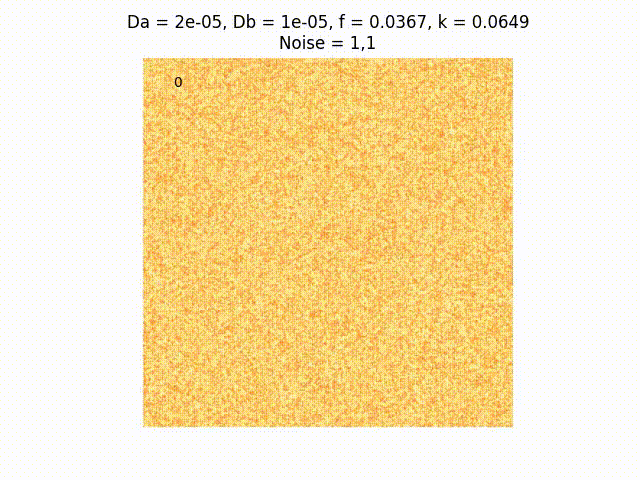 Da = 2e-05, Db = 1e-05, f = 0.0367, k = 0.0649
Noise = 1,1
0